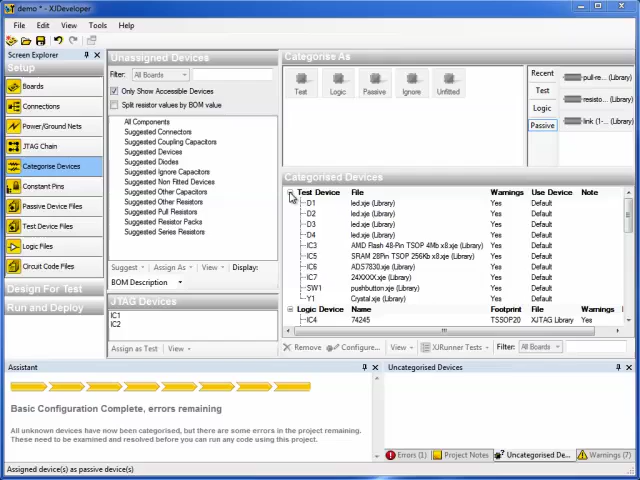 demo * - XJDeveloper
File Edit View Tools Help
Screen Explorer
Setup
Boards
Connections
Power/Ground Nets
JTAG Chain
Categorise Devices
Constant Pins
Passive Device Files
Test Device Files
Logic Files
Circuit Code Files
Design For Test
Run and Deploy
Unassigned Devices
Filter: All Boards
Only Show Accessible Devices
Split resistor values by BOM value
All Components
Suggested Connectors
Suggested Coupling Capacitors
Suggested Devices
Suggested Diodes
Suggested Ignore Capacitors
Suggested Non Fitted Devices
Suggested Other Capacitors
Suggested Other Resistors
Suggested Pull Resistors
Suggested Resistor Packs
Suggested Series Resistors
Suggest Assign As View Display:
BOM Description
JTAG Devices
IC1
IC2
Assign as Test View
Categorise As
Test Logic Passive Ignore Unfitted
Recent
Test
Logic
Passive
pull-re... (Library)
resisto... (Library)
link (1-... (Library)
Categorised Devices
Test Device File Warnings Use Device Note
D1 led.xje (Library) Yes Default
D2 led.xje (Library) Yes Default
D3 led.xje (Library) Yes Default
D4 led.xje (Library) Yes Default
IC3 AMD Flash 48-Pin TSOP 4Mb x8.xje (Library) Yes Default
IC5 SRAM 28Pin TSOP 256Kb x8.xje (Library) Yes Default
IC6 ADS7830.xje (Library) Yes Default
IC7 24XXXXX.xje (Library) Yes Default
SW1 pushbutton.xje (Library) Yes Default
Y1 Crystal.xje (Library) Yes Default
Logic Device Name Footprint File Warnings
IC4 74245 TSSOP20 XJTAG Library Yes
Remove Configure... View XJRunner Tests Filter: All Boards
Assistant
Basic Configuration Complete, errors remaining
All unknown devices have now been categorised, but there are some errors in the project remaining.
These need to be examined and resolved before you can run any code using this project.
Uncategorised Devices
Errors (1) Project Notes Uncategorised De... Warnings (7)
Assigned device(s) as passive device(s)